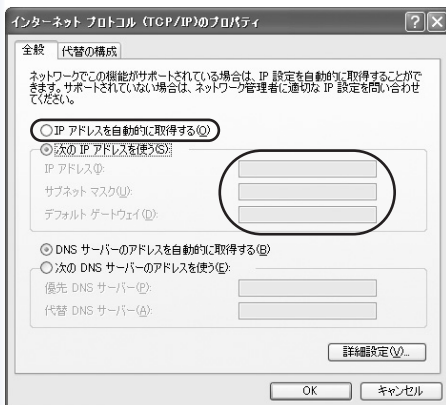 インターネット プロトコル (TCP/IP)のプロパティ
全般
代替の構成
ネットワークでこの機能がサポートされている場合は、IP 設定を自動的に取得することがで
きます。サポートされていない場合は、ネットワーク管理者に適切な IP 設定を問い合わせ
てください。
IP アドレスを自動的に取得する(O)
次の IP アドレスを使う(S):
IP アドレス(I):
サブネット マスク(U):
デフォルト ゲートウェイ(D):
DNS サーバーのアドレスを自動的に取得する(B)
次の DNS サーバーのアドレスを使う(E):
優先 DNS サーバー(P):
代替 DNS サーバー(A):
詳細設定(V)...
OK
キャンセル